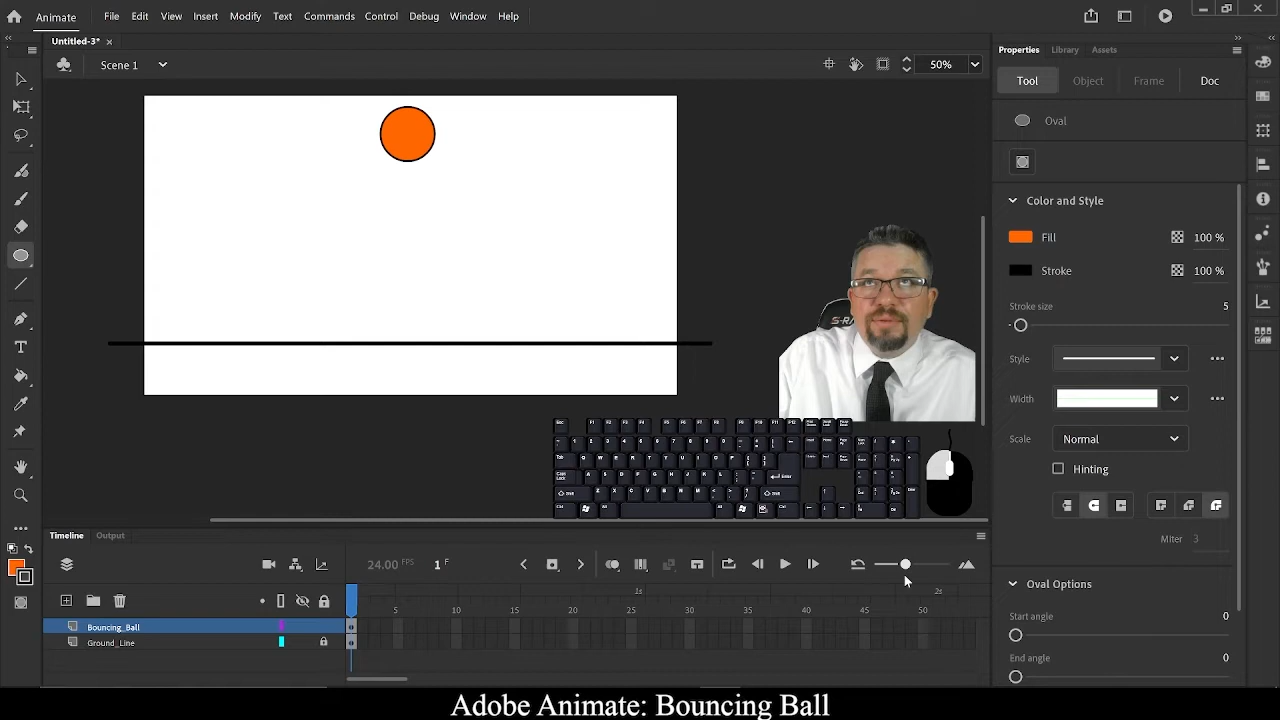 Animate File Edit View Insert Modify Text Commands Control Debug Window Help
Untitled-3*
Scene 1
50%
Properties Library Assets
Tool Object Frame Doc
Oval
Color and Style
Fill 100 %
Stroke 100 %
Stroke size 5
Style
Width
Scale Normal
Hinting
Miter 3
Oval Options
Start angle 0
End angle 0
S-RA
Timeline Output
24.00 FPS 1 F
1s 2s
5 10 15 20 25 30 35 40 45 50
Bouncing_Ball
Ground_Line
Adobe Animate: Bouncing Ball